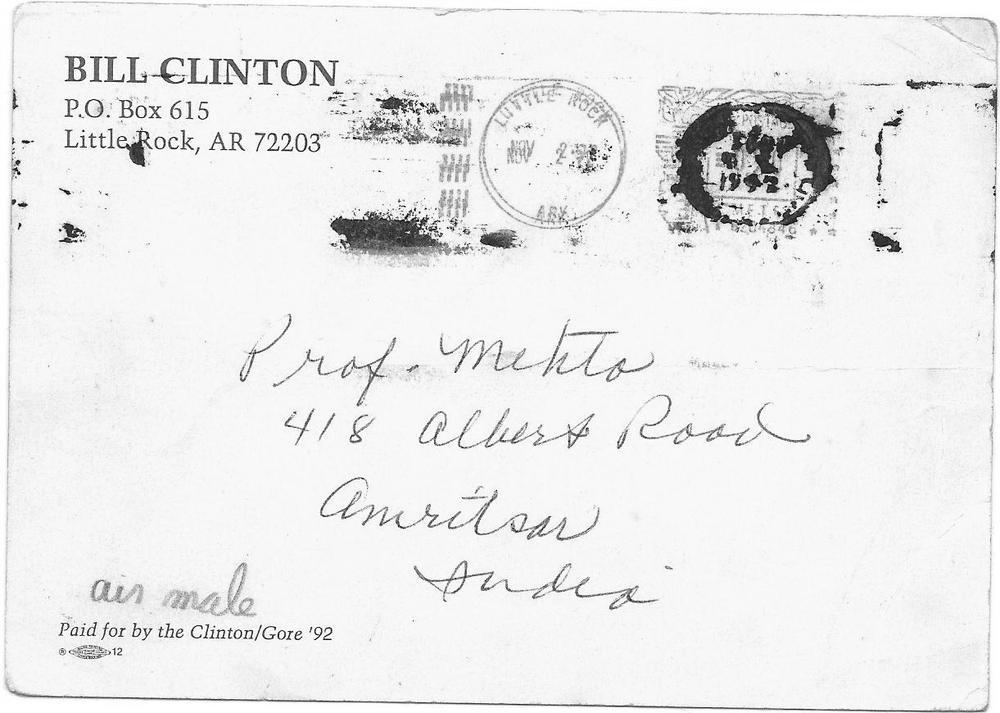 BILL CLINTON
P.O. Box 615
Little Rock, AR 72203
LITTLE ROCK
NOV 2
ARK
1992
Prof. Mehta
418 Albert Road
Amritsar
India
air male
Paid for by the Clinton/Gore '92
® 12